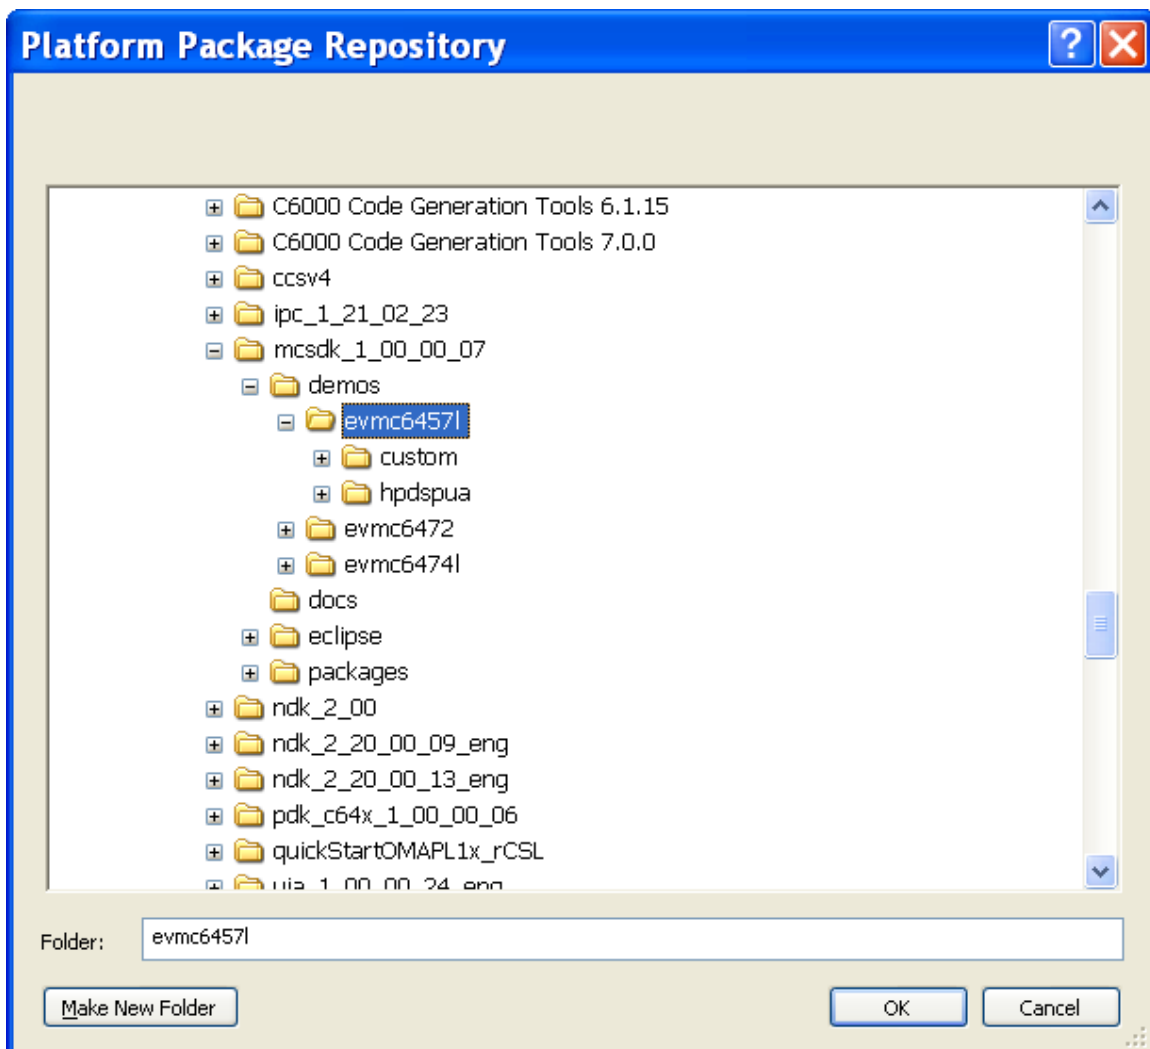 Platform Package Repository
C6000 Code Generation Tools 6.1.15
C6000 Code Generation Tools 7.0.0
ccsv4
ipc_1_21_02_23
mcsdk_1_00_00_07
demos
evmc6457l
custom
hpdspua
evmc6472
evmc6474l
docs
eclipse
packages
ndk_2_00
ndk_2_20_00_09_eng
ndk_2_20_00_13_eng
pdk_c64x_1_00_00_06
quickStartOMAPL1x_rCSL
uia_1_00_00_24_eng
Folder: evmc6457l
Make New Folder OK Cancel